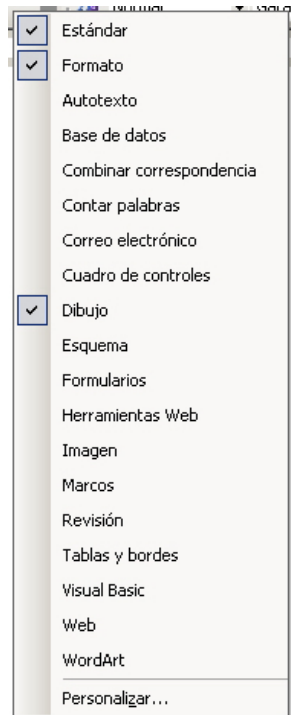 Normal
Estándar
Formato
Autotexto
Base de datos
Combinar correspondencia
Contar palabras
Correo electrónico
Cuadro de controles
Dibujo
Esquema
Formularios
Herramientas Web
Imagen
Marcos
Revisión
Tablas y bordes
Visual Basic
Web
WordArt
Personalizar...